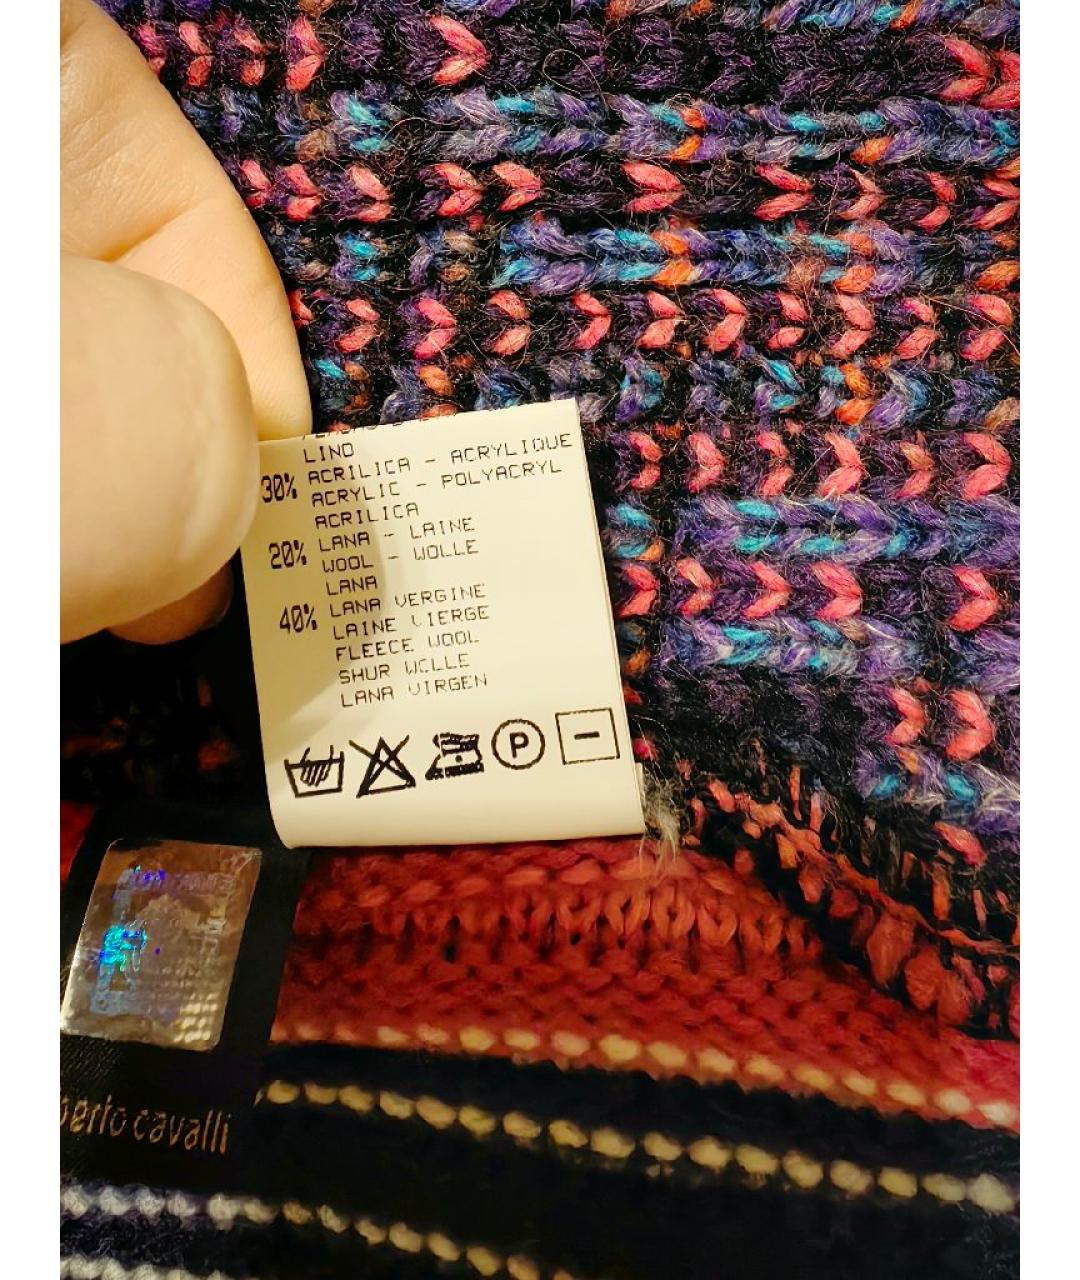 LINO
30% ACRILICA - ACRYLIQUE
ACRYLIC - POLYACRYL
ACRILICA
20% LANA - LAINE
WOOL - WOLLE
LANA
40% LANA VERGINE
LAINE VIERGE
FLEECE WOOL
SHUR WOLLE
LANA VIRGEN
P
berto cavalli